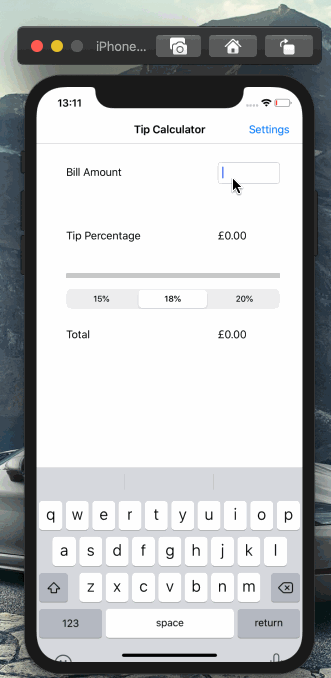 iPhone...
13:11
Tip Calculator Settings
Bill Amount
Tip Percentage £0.00
15% 18% 20%
Total £0.00
q w e r t y u i o p
a s d f g h j k l
z x c v b n m
123 space return